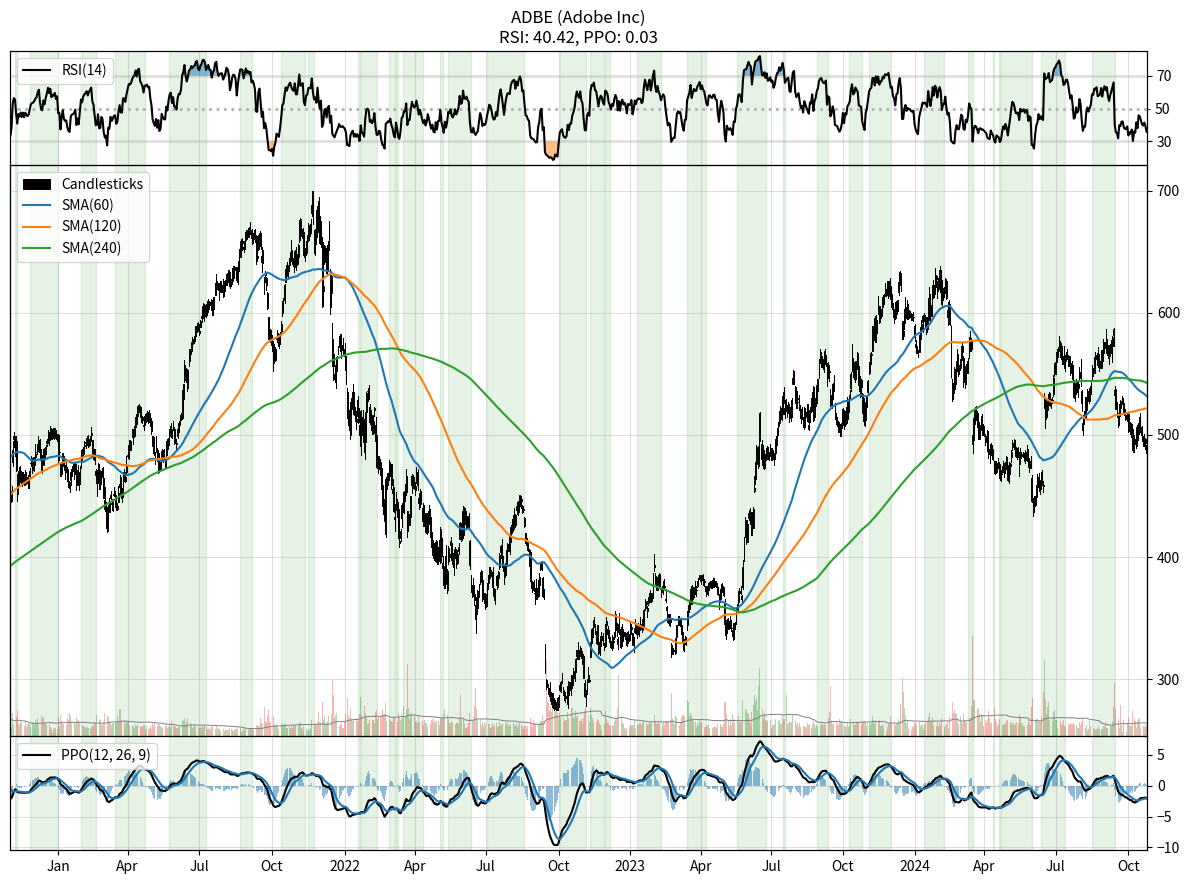 ADBE (Adobe Inc)
RSI: 40.42, PPO: 0.03
RSI(14)
70
50
30
Candlesticks
SMA(60)
SMA(120)
SMA(240)
700
600
500
400
300
PPO(12, 26, 9)
5
0
−5
−10
Jan Apr Jul Oct 2022 Apr Jul Oct 2023 Apr Jul Oct 2024 Apr Jul Oct